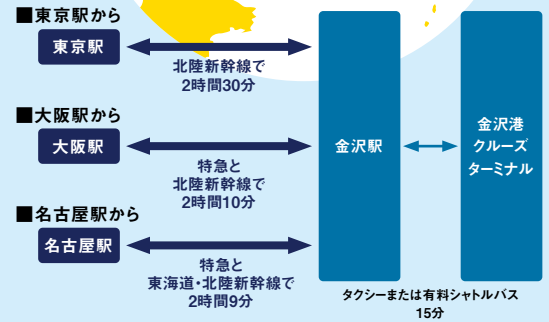 ■東京駅から
東京駅
北陸新幹線で
2時間30分
■大阪駅から
大阪駅
特急と
北陸新幹線で
2時間10分
■名古屋駅から
名古屋駅
特急と
東海道・北陸新幹線で
2時間9分
金沢駅
金沢港
クルーズ
ターミナル
タクシーまたは有料シャトルバス
15分